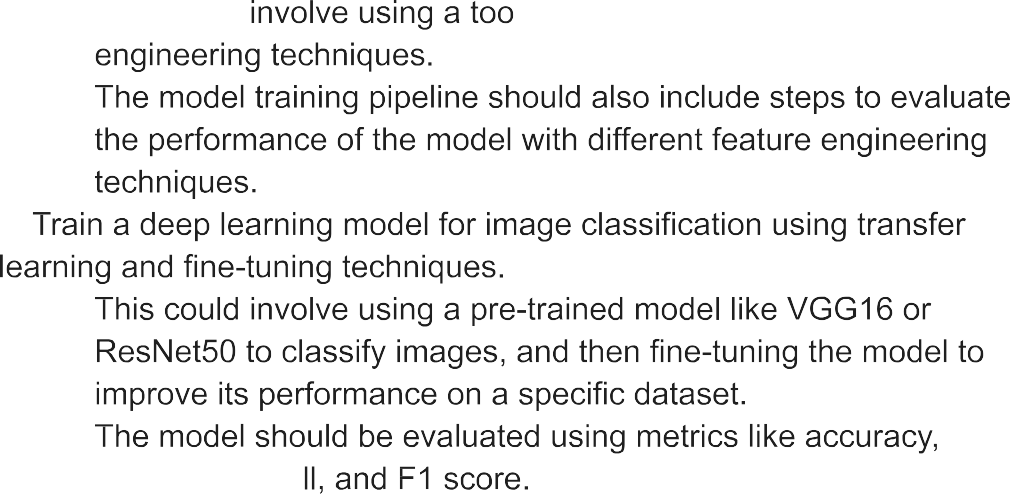 involve using a too
engineering techniques.
The model training pipeline should also include steps to evaluate
the performance of the model with different feature engineering
techniques.
Train a deep learning model for image classification using transfer
learning and fine-tuning techniques.
This could involve using a pre-trained model like VGG16 or
ResNet50 to classify images, and then fine-tuning the model to
improve its performance on a specific dataset.
The model should be evaluated using metrics like accuracy,
ll, and F1 score.